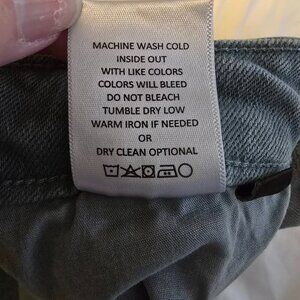 MACHINE WASH COLD
INSIDE OUT
WITH LIKE COLORS
COLORS WILL BLEED
DO NOT BLEACH
TUMBLE DRY LOW
WARM IRON IF NEEDED
OR
DRY CLEAN OPTIONAL